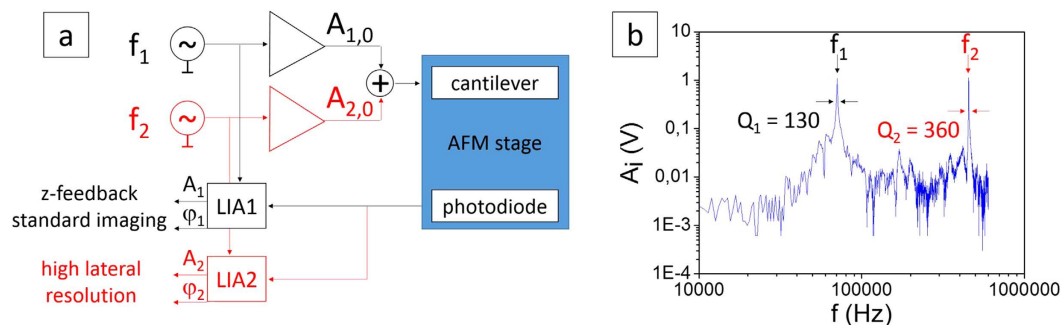 a
f₁
~
A₁,₀
+
f₂
~
A₂,₀
cantilever
AFM stage
photodiode
z-feedback
standard imaging
A₁
φ₁
LIA1
high lateral
resolution
A₂
φ₂
LIA2
b
f₁
f₂
Q₁ = 130
Q₂ = 360
Aᵢ (V)
10
1
0,1
0,01
1E-3
1E-4
10000
100000
1000000
f (Hz)